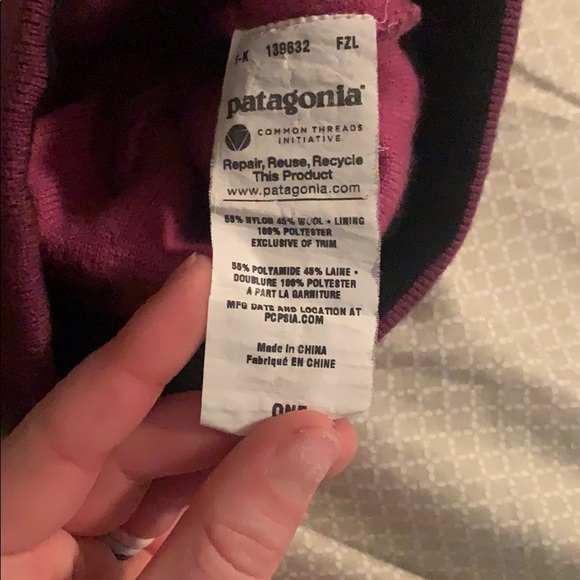 139632 FZL
patagonia®
COMMON THREADS
INITIATIVE
Repair, Reuse, Recycle
This Product
www.patagonia.com
55% NYLON 45% WOOL • LINING
100% POLYESTER
EXCLUSIVE OF TRIM
55% POLYAMIDE 45% LAINE •
DOUBLURE 100% POLYESTER
A PART LA GARNITURE
MFG DATE AND LOCATION AT
PCPSIA.COM
Made in CHINA
Fabriqué EN CHINE